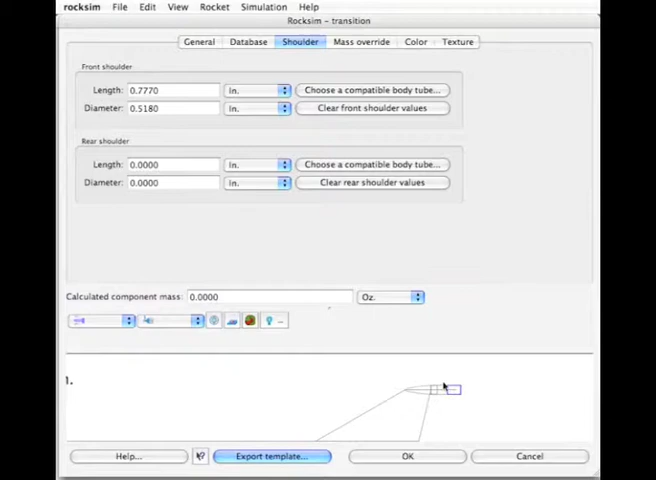 rocksim File Edit View Rocket Simulation Help
Rocksim - transition
General Database Shoulder Mass override Color Texture
Front shoulder
Length: 0.7770 In. Choose a compatible body tube...
Diameter: 0.5180 In. Clear front shoulder values
Rear shoulder
Length: 0.0000 In. Choose a compatible body tube...
Diameter: 0.0000 In. Clear rear shoulder values
Calculated component mass: 0.0000 Oz.
Help... Export template... OK Cancel